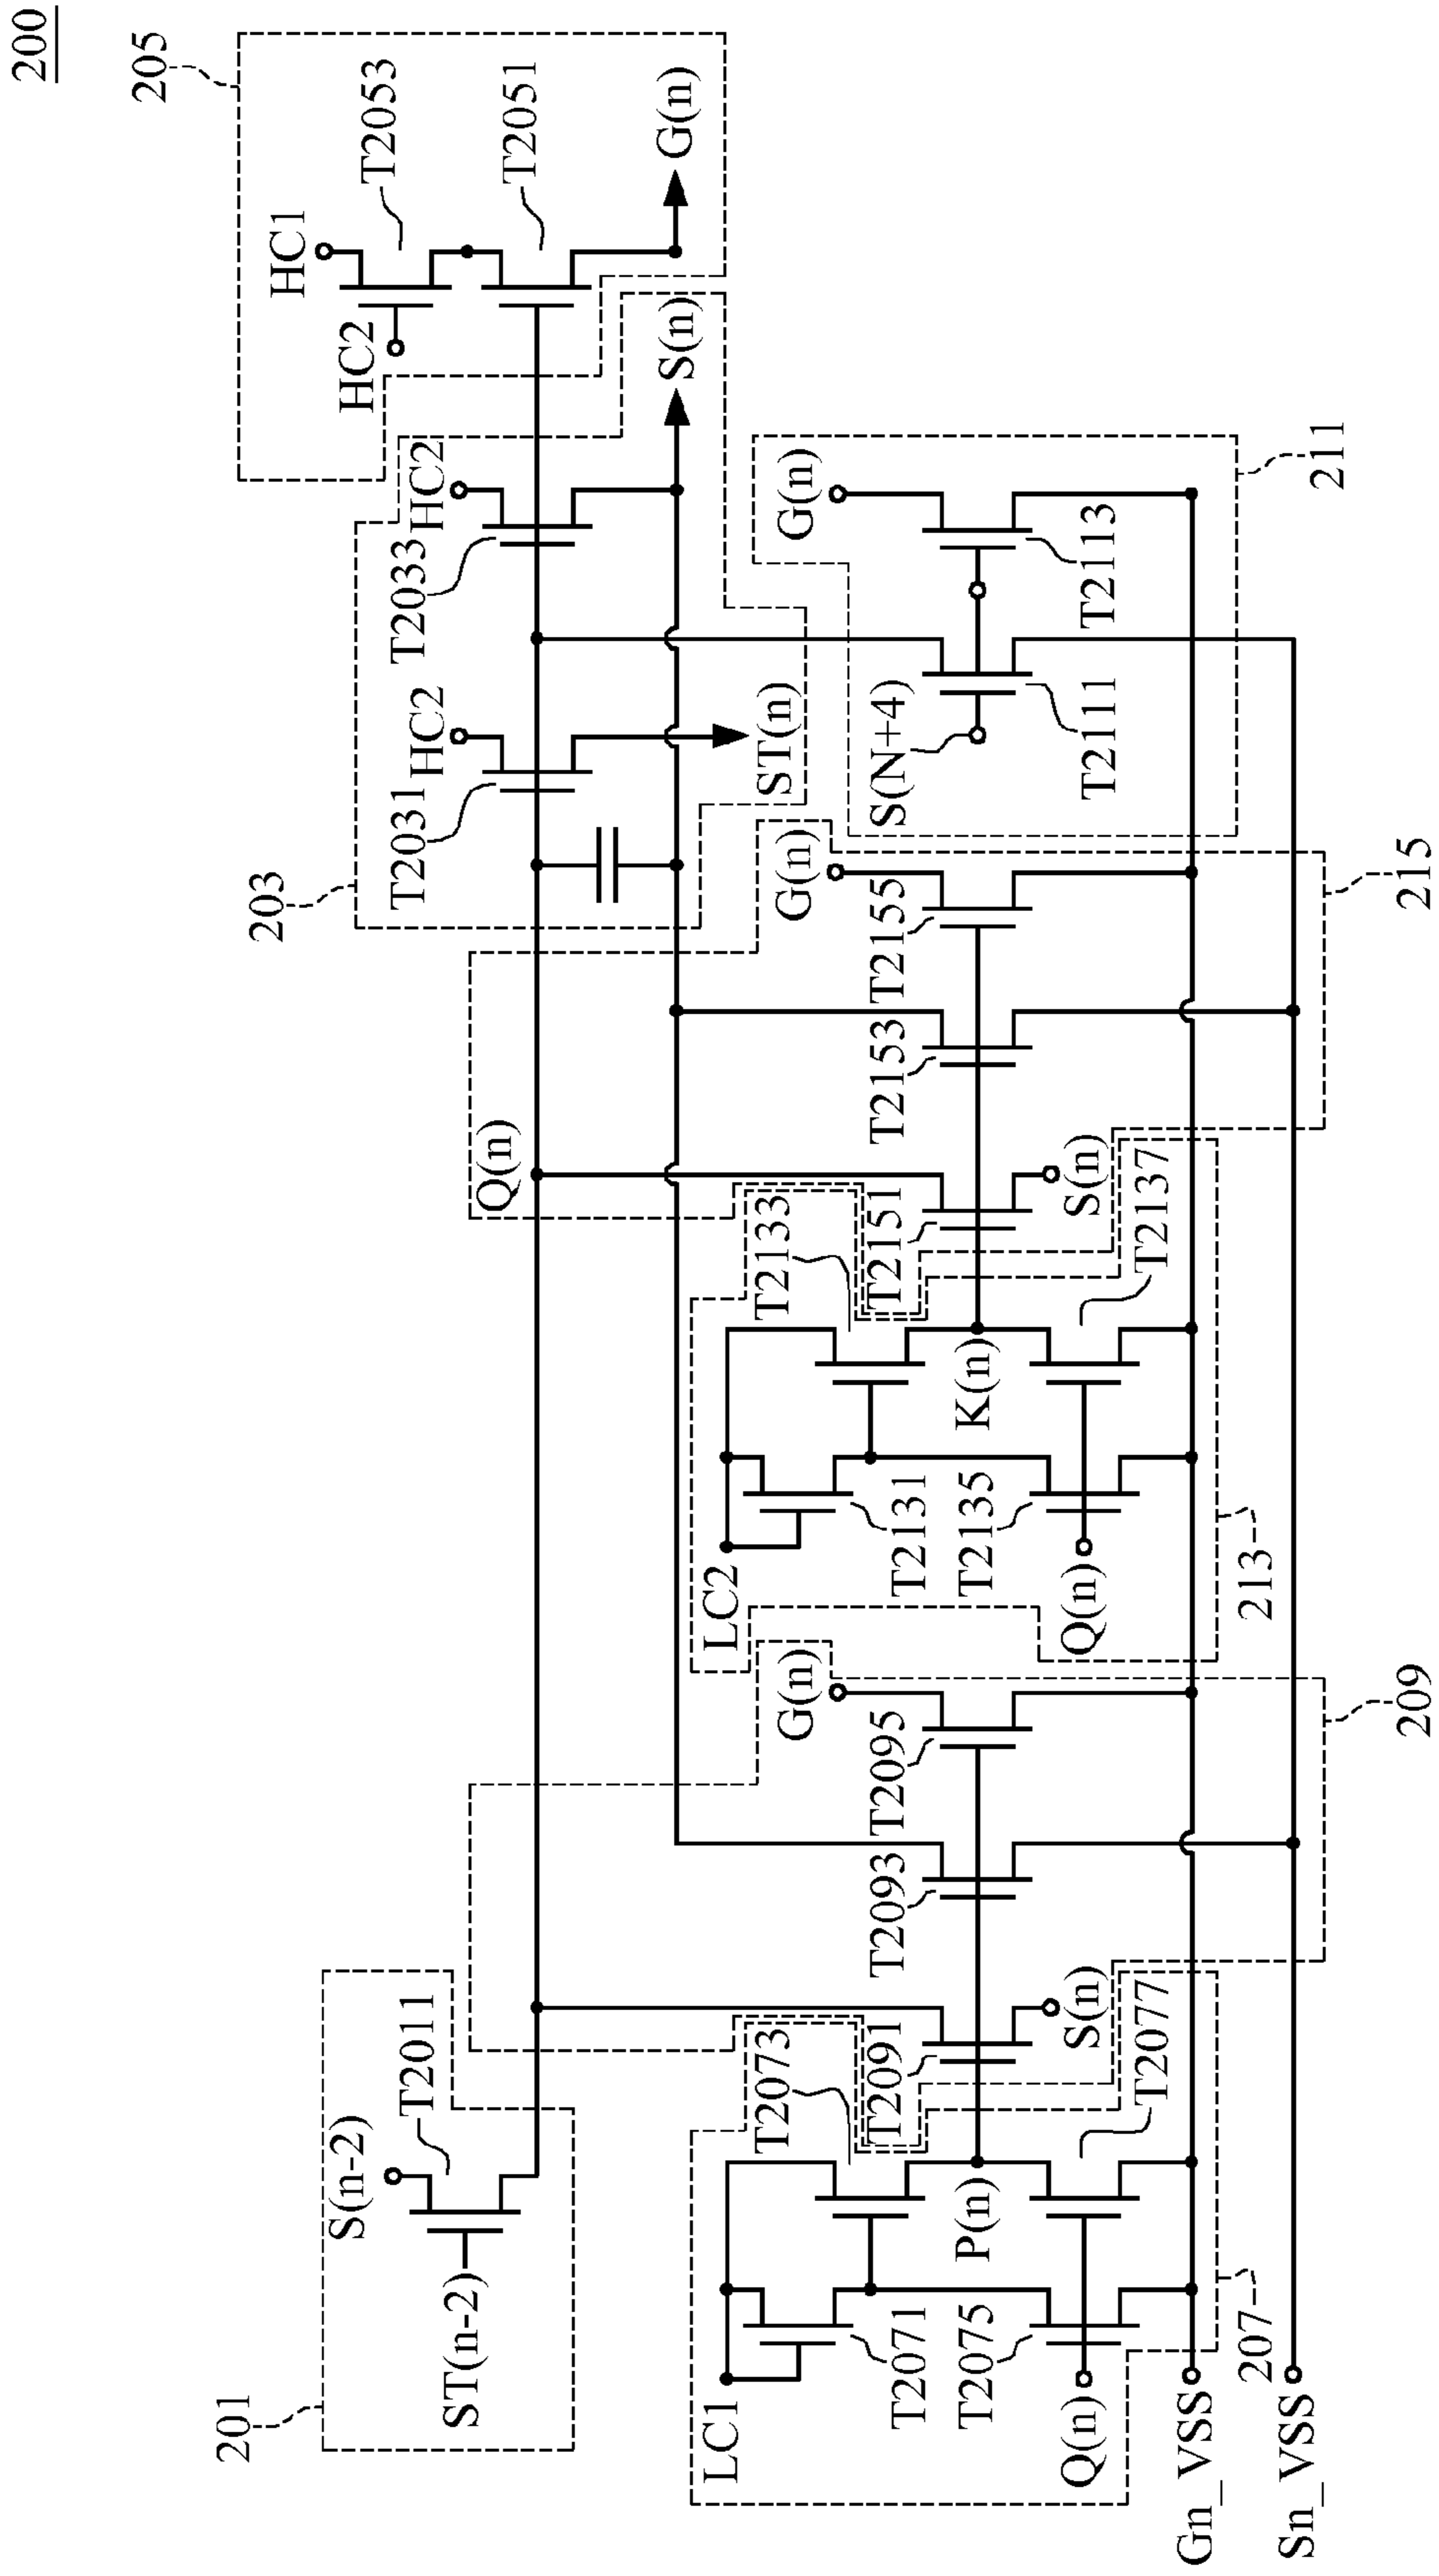 200
205
HC1
T2053
HC2
T2051
G(n)
203
HC2
T2033
S(n)
HC2
T2031
ST(n)
201
S(n-2)
T2011
ST(n-2)
Q(n)
LC1
T2073
T2071
P(n)
T2075
Q(n)
T2077
207
T2091
S(n)
T2093
T2095
G(n)
209
LC2
T2133
T2131
K(n)
T2135
Q(n)
T2137
213
T2151
S(n)
T2153
T2155
G(n)
215
S(N+4)
T2111
G(n)
T2113
211
Gn_VSS
Sn_VSS